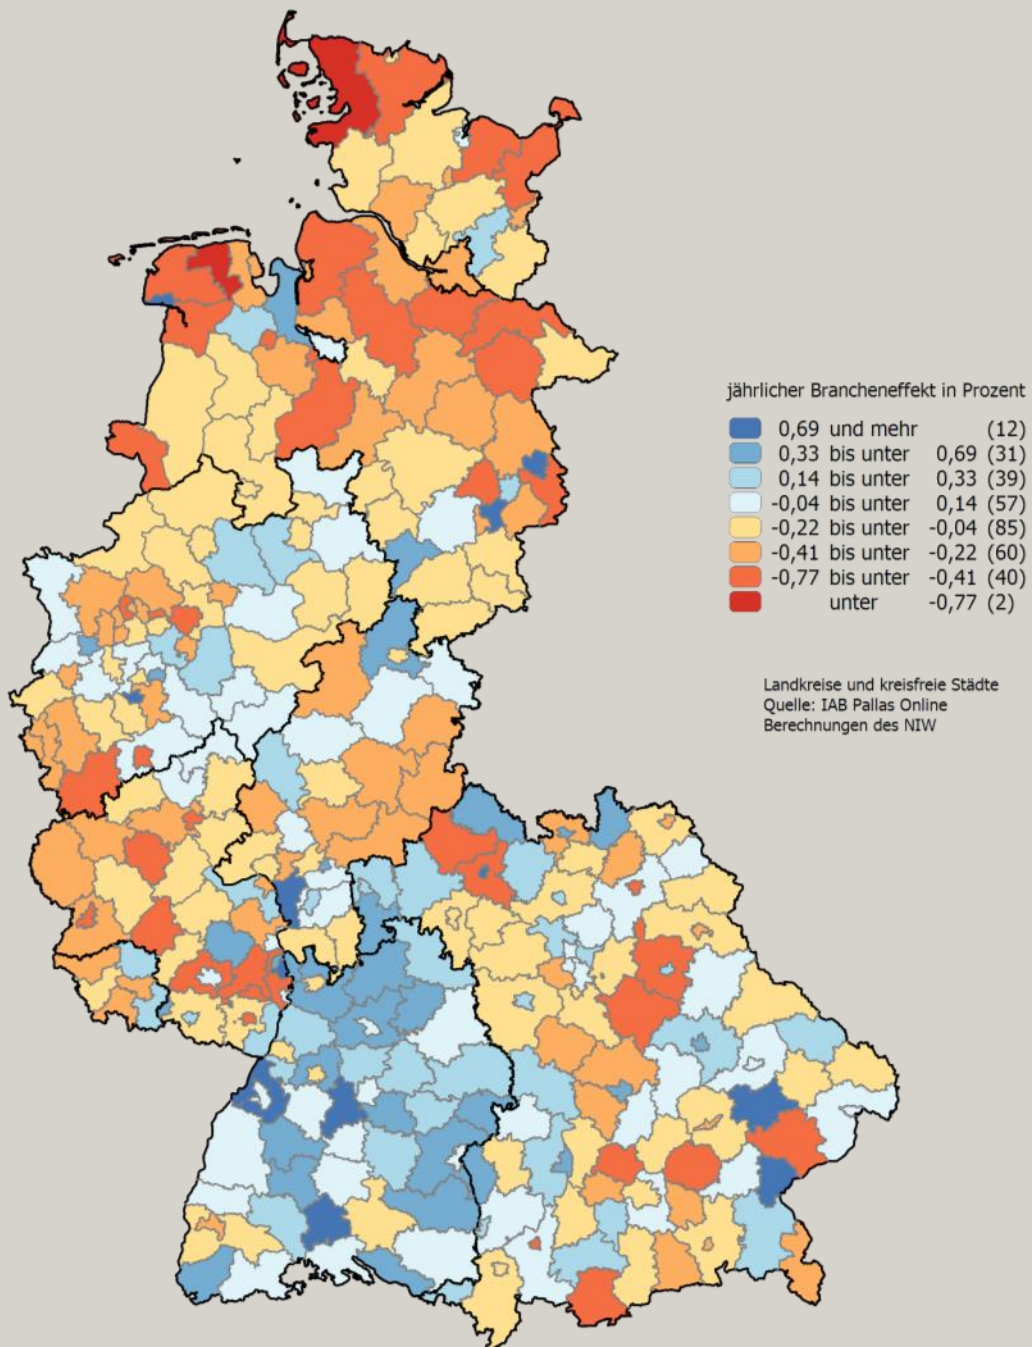 jährlicher Brancheneffekt in Prozent
0,69 und mehr (12)
0,33 bis unter 0,69 (31)
0,14 bis unter 0,33 (39)
-0,04 bis unter 0,14 (57)
-0,22 bis unter -0,04 (85)
-0,41 bis unter -0,22 (60)
-0,77 bis unter -0,41 (40)
unter -0,77 (2)
Landkreise und kreisfreie Städte
Quelle: IAB Pallas Online
Berechnungen des NIW